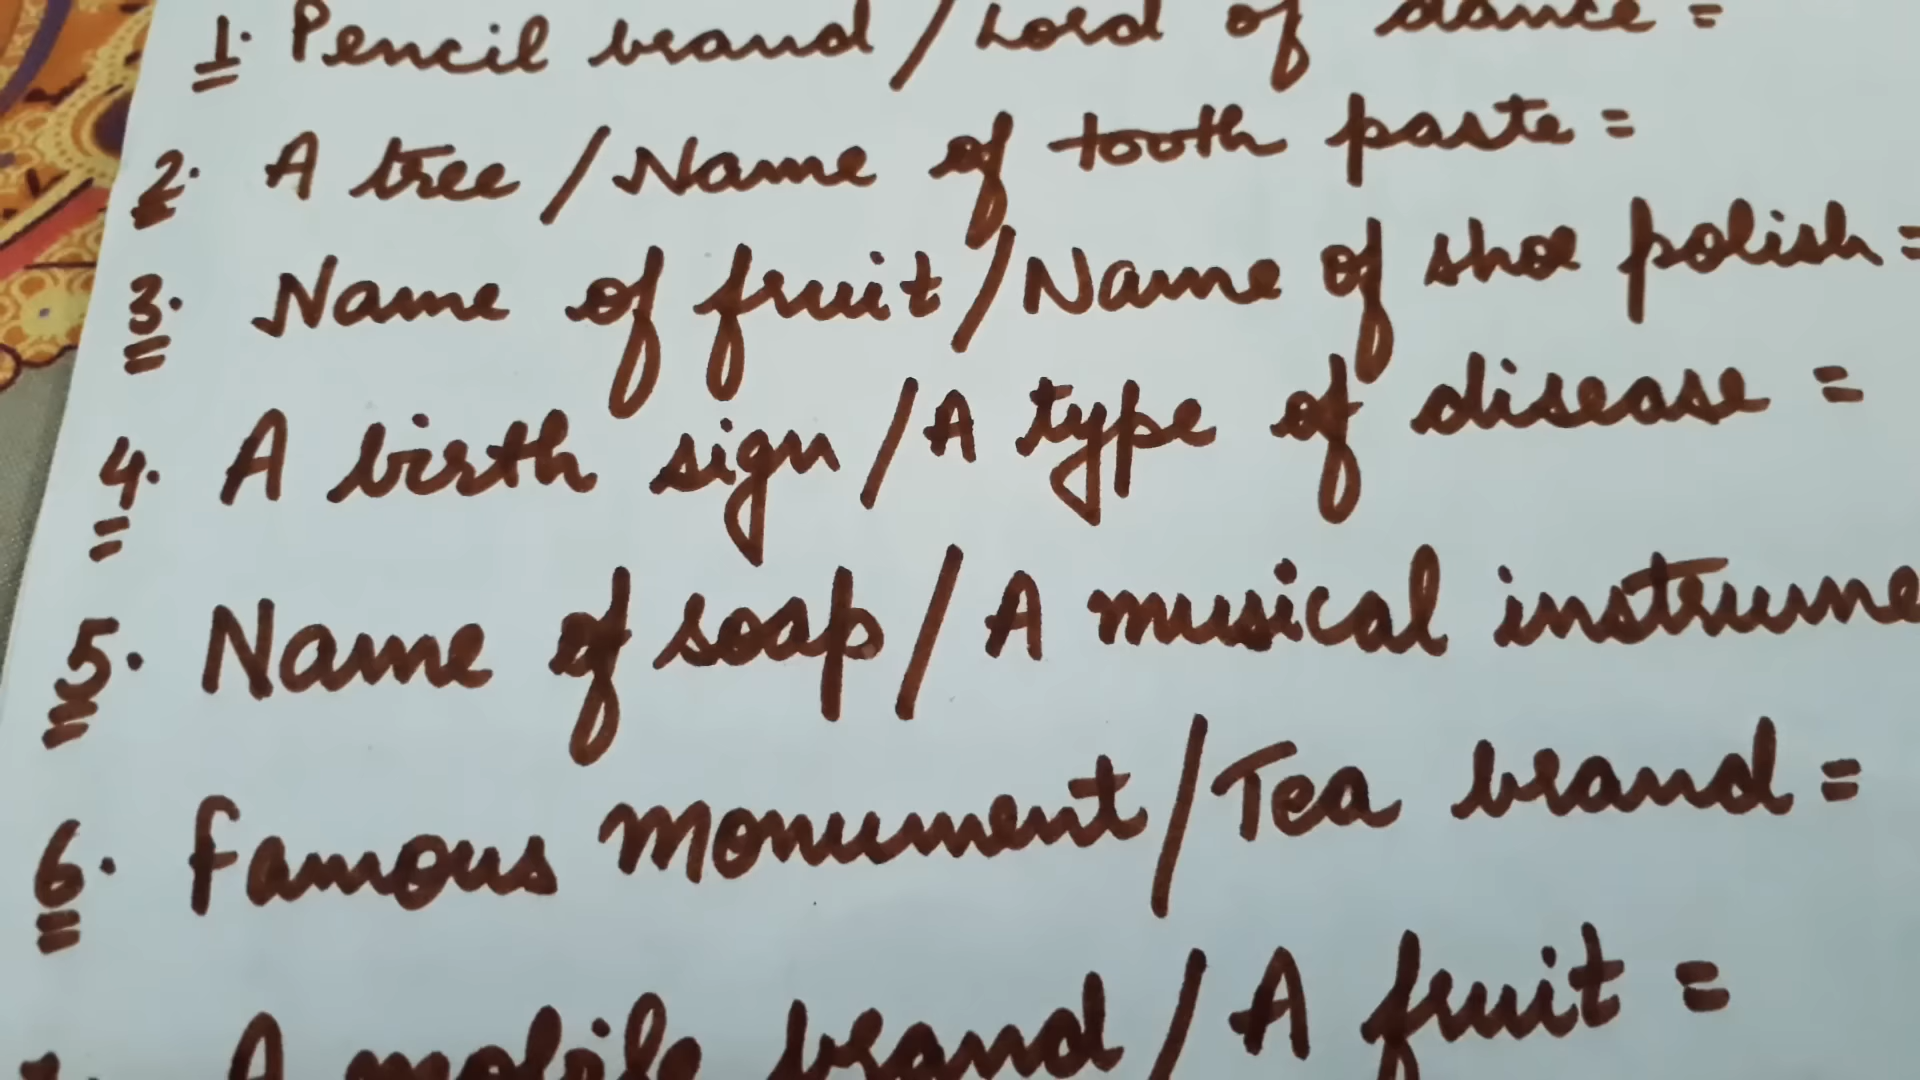 1. Pencil brand / Lord of dance =
2. A tree / Name of tooth paste =
3. Name of fruit / Name of shoe polish =
4. A birth sign / A type of disease =
5. Name of soap / A musical instrume
6. Famous monument / Tea brand =
A mobile brand / A fruit =